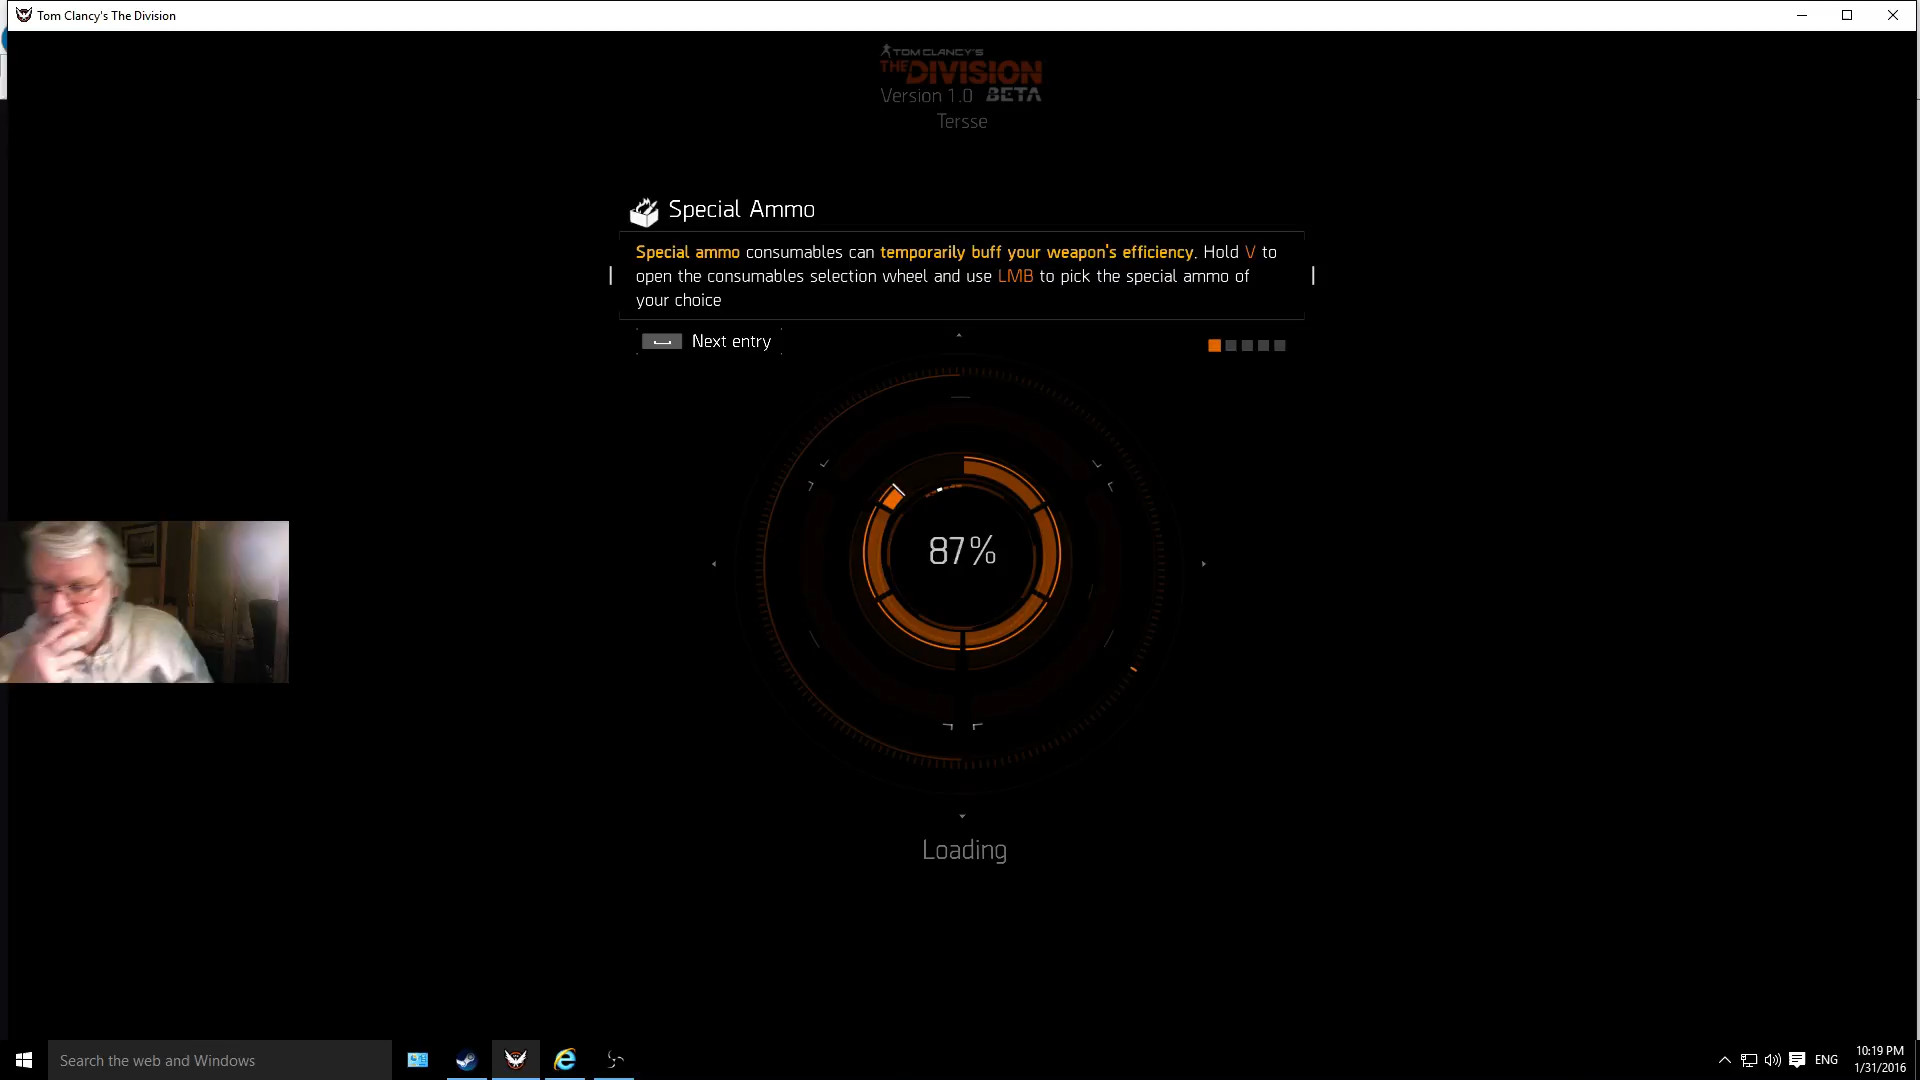 Tom Clancy's The Division
TOM CLANCY'S
THE DIVISION
Version 1.0 BETA
Tersse
Special Ammo
Special ammo consumables can temporarily buff your weapon's efficiency. Hold V to
open the consumables selection wheel and use LMB to pick the special ammo of
your choice
Next entry
87%
Loading
Search the web and Windows
ENG
10:19 PM
1/31/2016